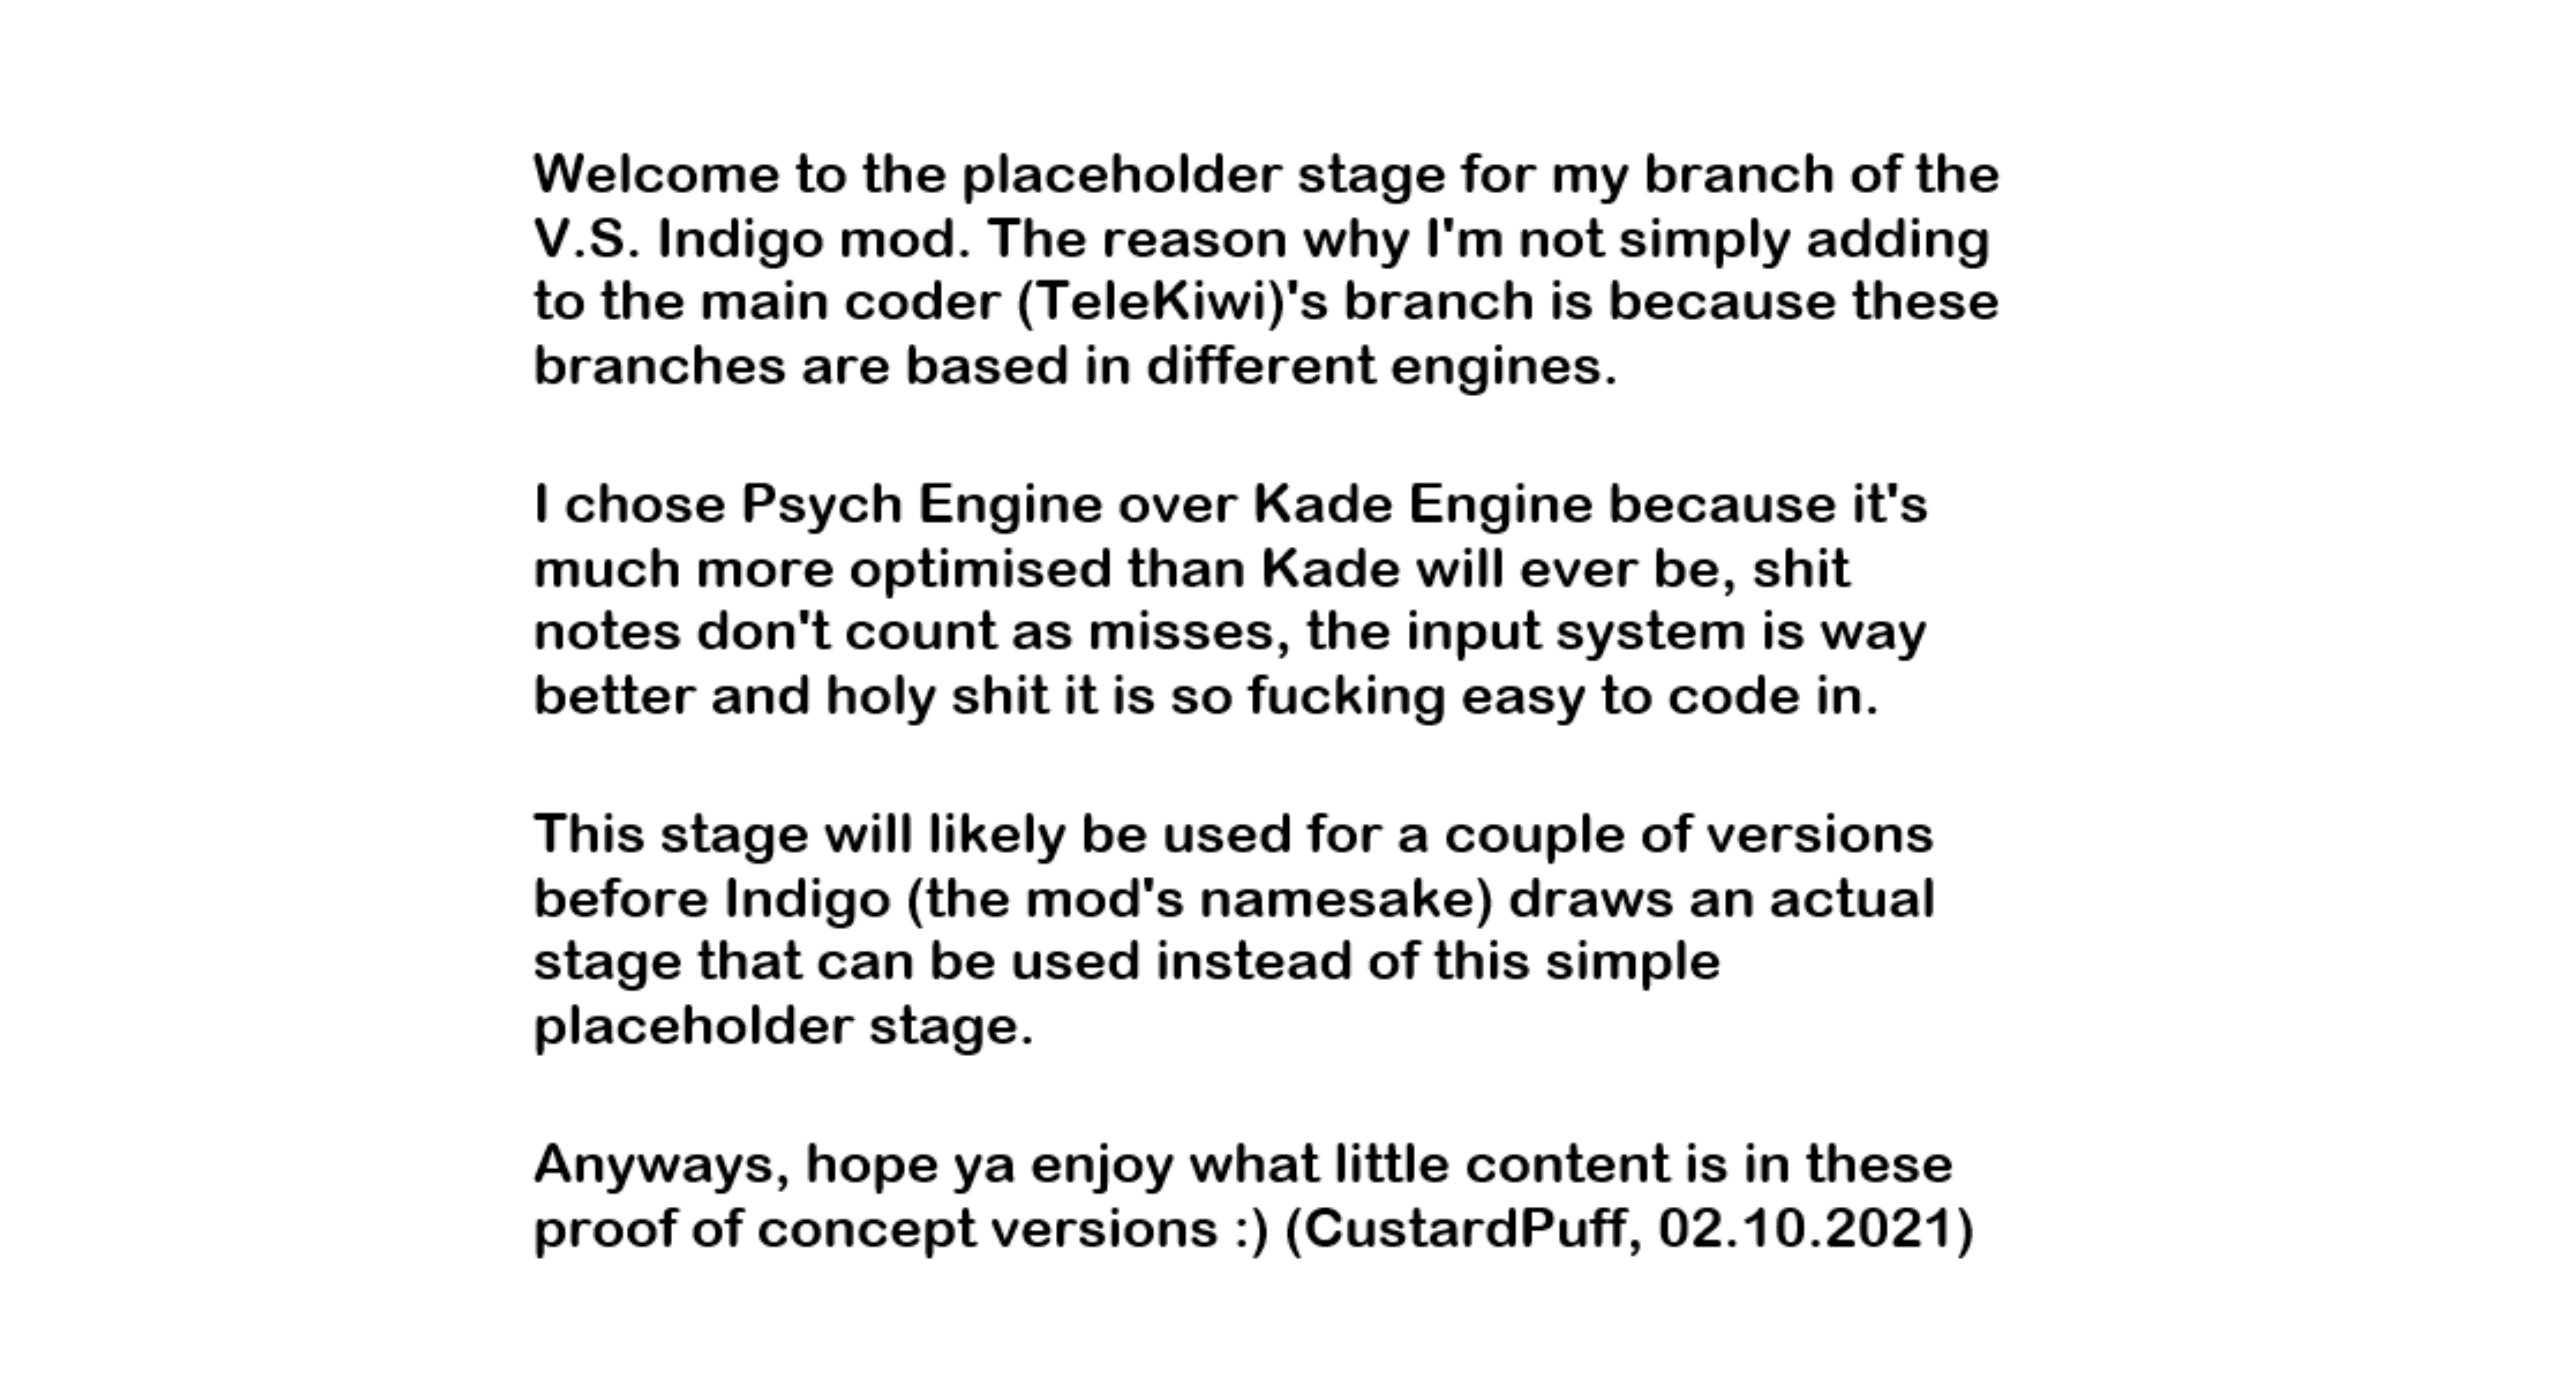 Welcome to the placeholder stage for my branch of the
V.S. Indigo mod. The reason why I'm not simply adding
to the main coder (TeleKiwi)'s branch is because these
branches are based in different engines.
I chose Psych Engine over Kade Engine because it's
much more optimised than Kade will ever be, shit
notes don't count as misses, the input system is way
better and holy shit it is so fucking easy to code in.
This stage will likely be used for a couple of versions
before Indigo (the mod's namesake) draws an actual
stage that can be used instead of this simple
placeholder stage.
Anyways, hope ya enjoy what little content is in these
proof of concept versions :) (CustardPuff, 02.10.2021)